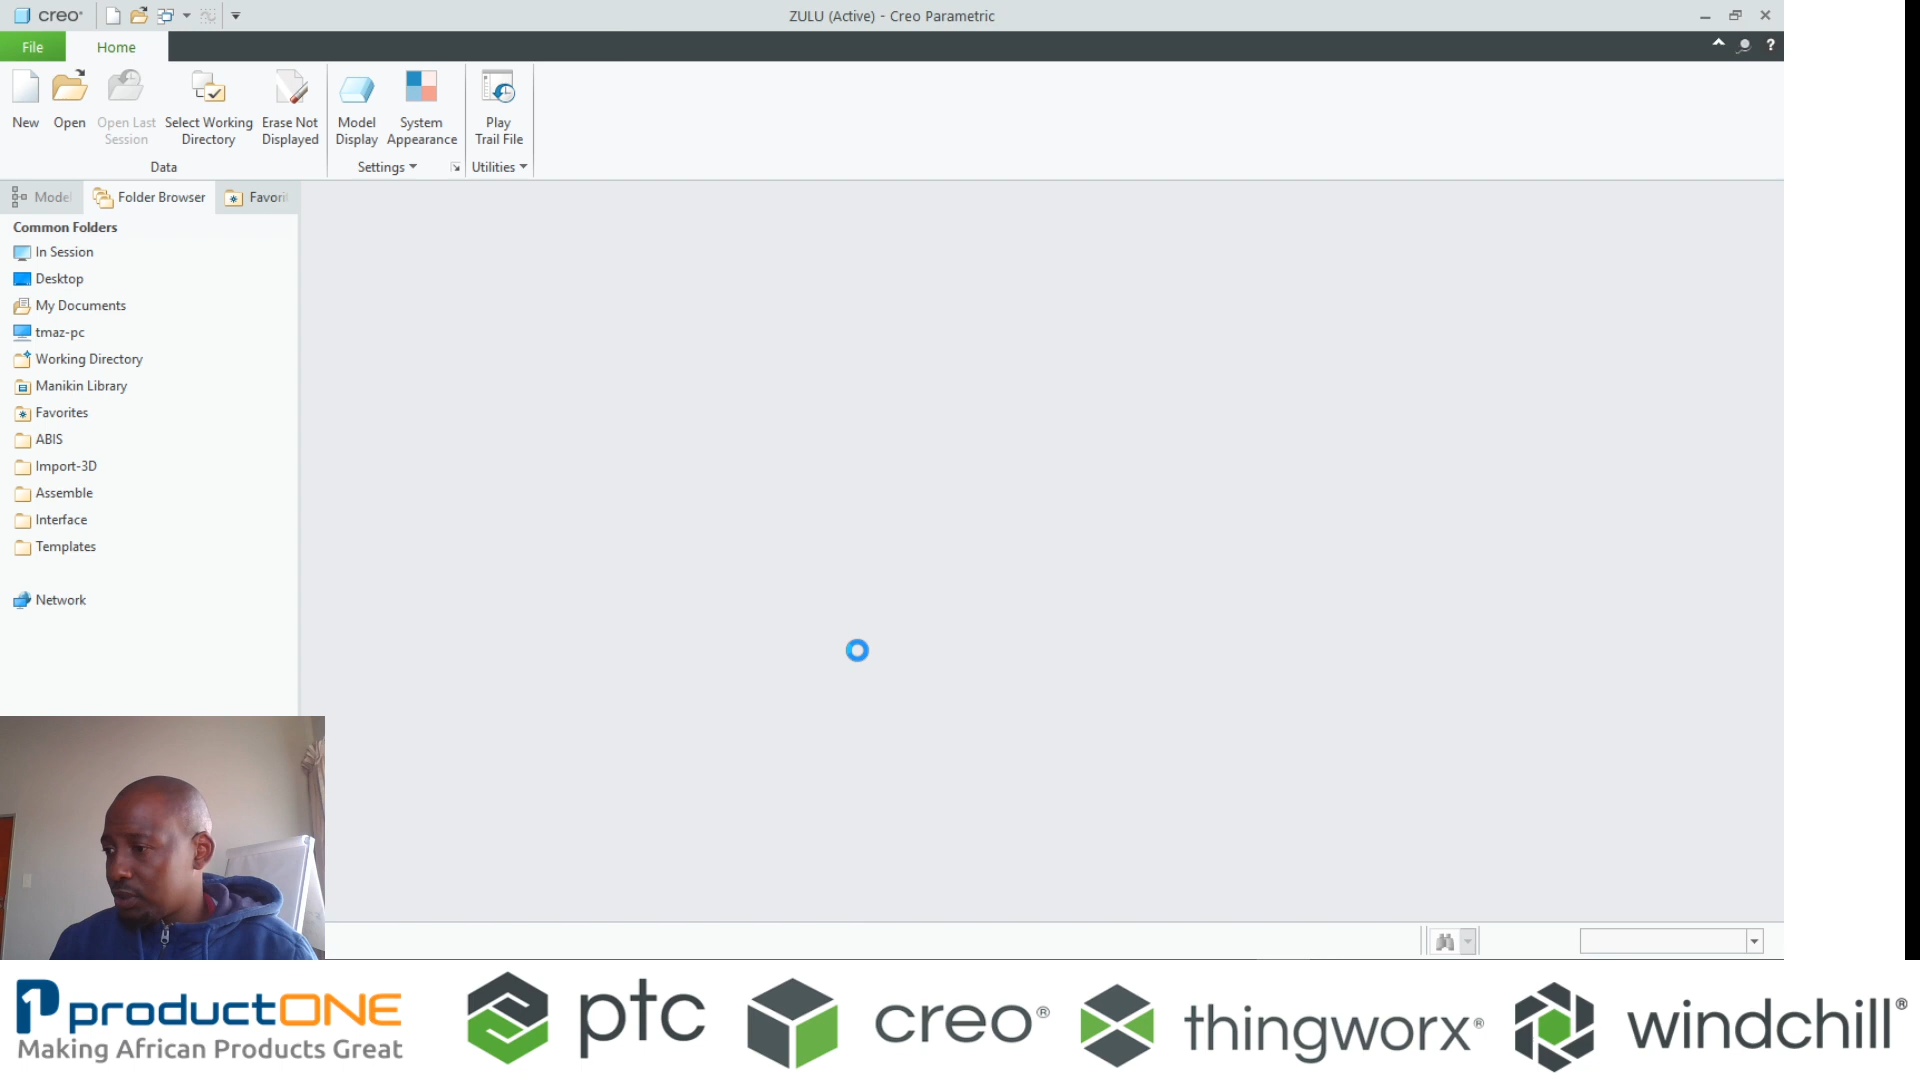 creo®
ZULU (Active) - Creo Parametric
File
Home
?
New
Open
Open Last
Session
Select Working
Directory
Erase Not
Displayed
Model
Display
System
Appearance
Play
Trail File
Data
Settings
Utilities
Model
Folder Browser
Favorit
Common Folders
In Session
Desktop
My Documents
tmaz-pc
Working Directory
Manikin Library
Favorites
ABIS
Import-3D
Assemble
Interface
Templates
Network
productONE
Making African Products Great
ptc
creo®
thingworx®
windchill®